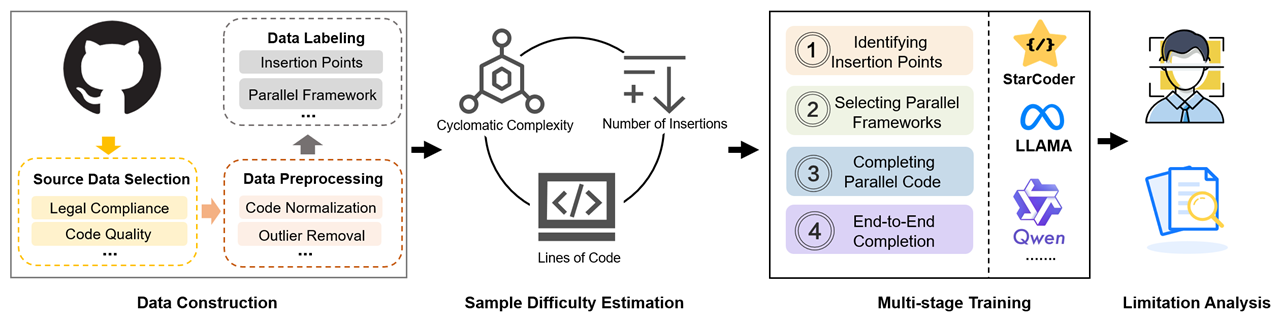 Source Data Selection
Legal Compliance
Code Quality
...
Data Preprocessing
Code Normalization
Outlier Removal
...
Data Labeling
Insertion Points
Parallel Framework
...
Data Construction
Cyclomatic Complexity
Number of Insertions
</>
Lines of Code
Sample Difficulty Estimation
1
Identifying
Insertion Points
2
Selecting Parallel
Frameworks
3
Completing
Parallel Code
4
End-to-End
Completion
{/}
StarCoder
LLAMA
Qwen
.......
Multi-stage Training
Limitation Analysis